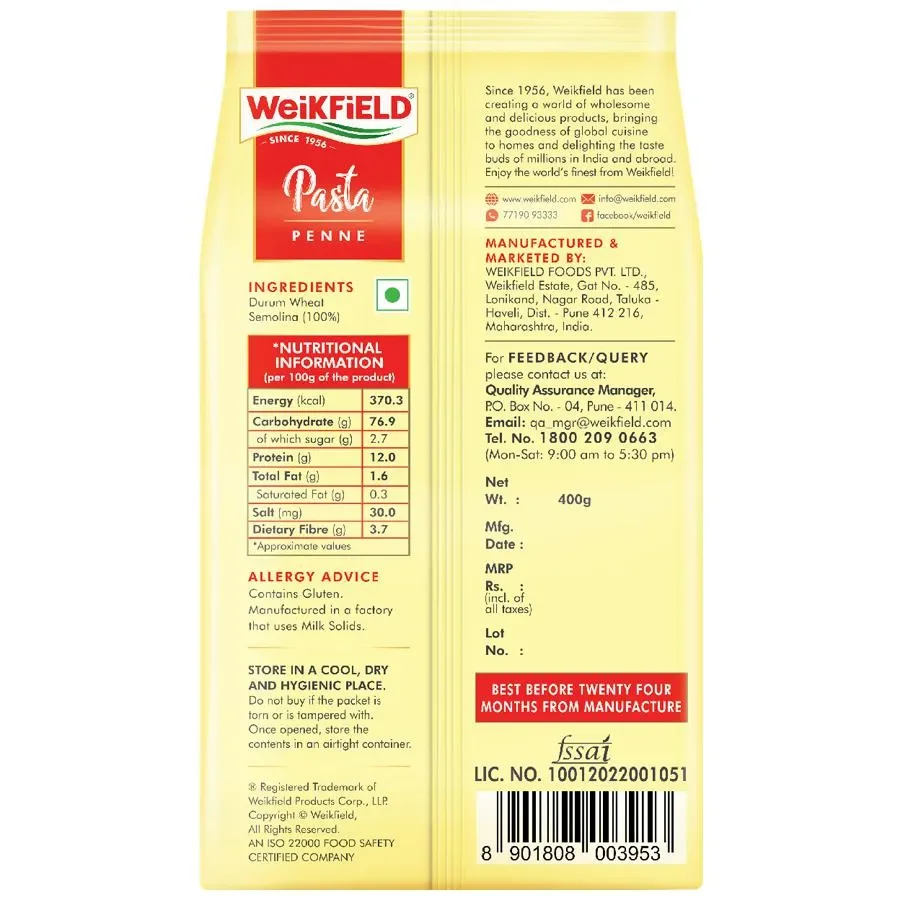 WEiKFiELD®
SINCE 1956
Pasta
PENNE
INGREDIENTS
Durum Wheat
Semolina (100%)
*NUTRITIONAL
INFORMATION
(per 100g of the product)
Energy (kcal) 370.3
Carbohydrate (g) 76.9
of which sugar (g) 2.7
Protein (g) 12.0
Total Fat (g) 1.6
Saturated Fat (g) 0.3
Salt (mg) 30.0
Dietary Fibre (g) 3.7
*Approximate values
ALLERGY ADVICE
Contains Gluten.
Manufactured in a factory
that uses Milk Solids.
STORE IN A COOL, DRY
AND HYGIENIC PLACE.
Do not buy if the packet is
torn or is tampered with.
Once opened, store the
contents in an airtight container.
® Registered Trademark of
Weikfield Products Corp., LLP.
Copyright © Weikfield,
All Rights Reserved.
AN ISO 22000 FOOD SAFETY
CERTIFIED COMPANY
Since 1956, Weikfield has been
creating a world of wholesome
and delicious products, bringing
the goodness of global cuisine
to homes and delighting the taste
buds of millions in India and abroad.
Enjoy the world's finest from Weikfield!
www.weikfield.com info@weikfield.com
77190 93333 facebook/weikfield
MANUFACTURED &
MARKETED BY:
WEIKFIELD FOODS PVT. LTD.,
Weikfield Estate, Gat No. - 485,
Lonikand, Nagar Road, Taluka -
Haveli, Dist. - Pune 412 216,
Maharashtra, India.
For FEEDBACK/QUERY
please contact us at:
Quality Assurance Manager,
P.O. Box No. - 04, Pune - 411 014.
Email: qa_mgr@weikfield.com
Tel. No. 1800 209 0663
(Mon-Sat: 9:00 am to 5:30 pm)
Net
Wt. : 400g
Mfg.
Date :
MRP
Rs. :
(incl. of
all taxes)
Lot
No. :
BEST BEFORE TWENTY FOUR
MONTHS FROM MANUFACTURE
fssai
LIC. NO. 10012022001051
8 901808 003953